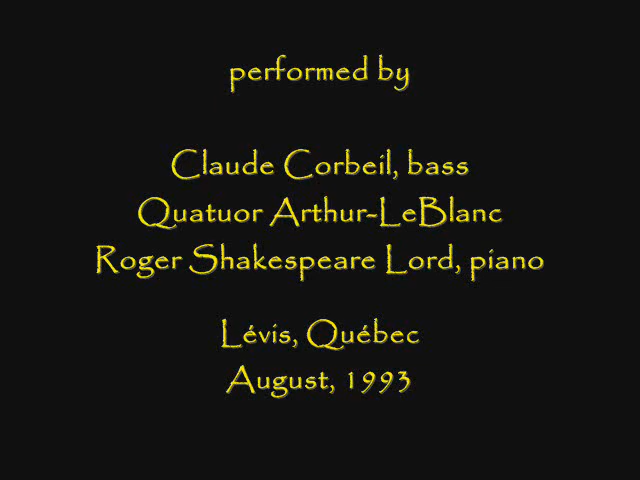 performed by
Claude Corbeil, bass
Quatuor Arthur-LeBlanc
Roger Shakespeare Lord, piano
Lévis, Québec
August, 1993